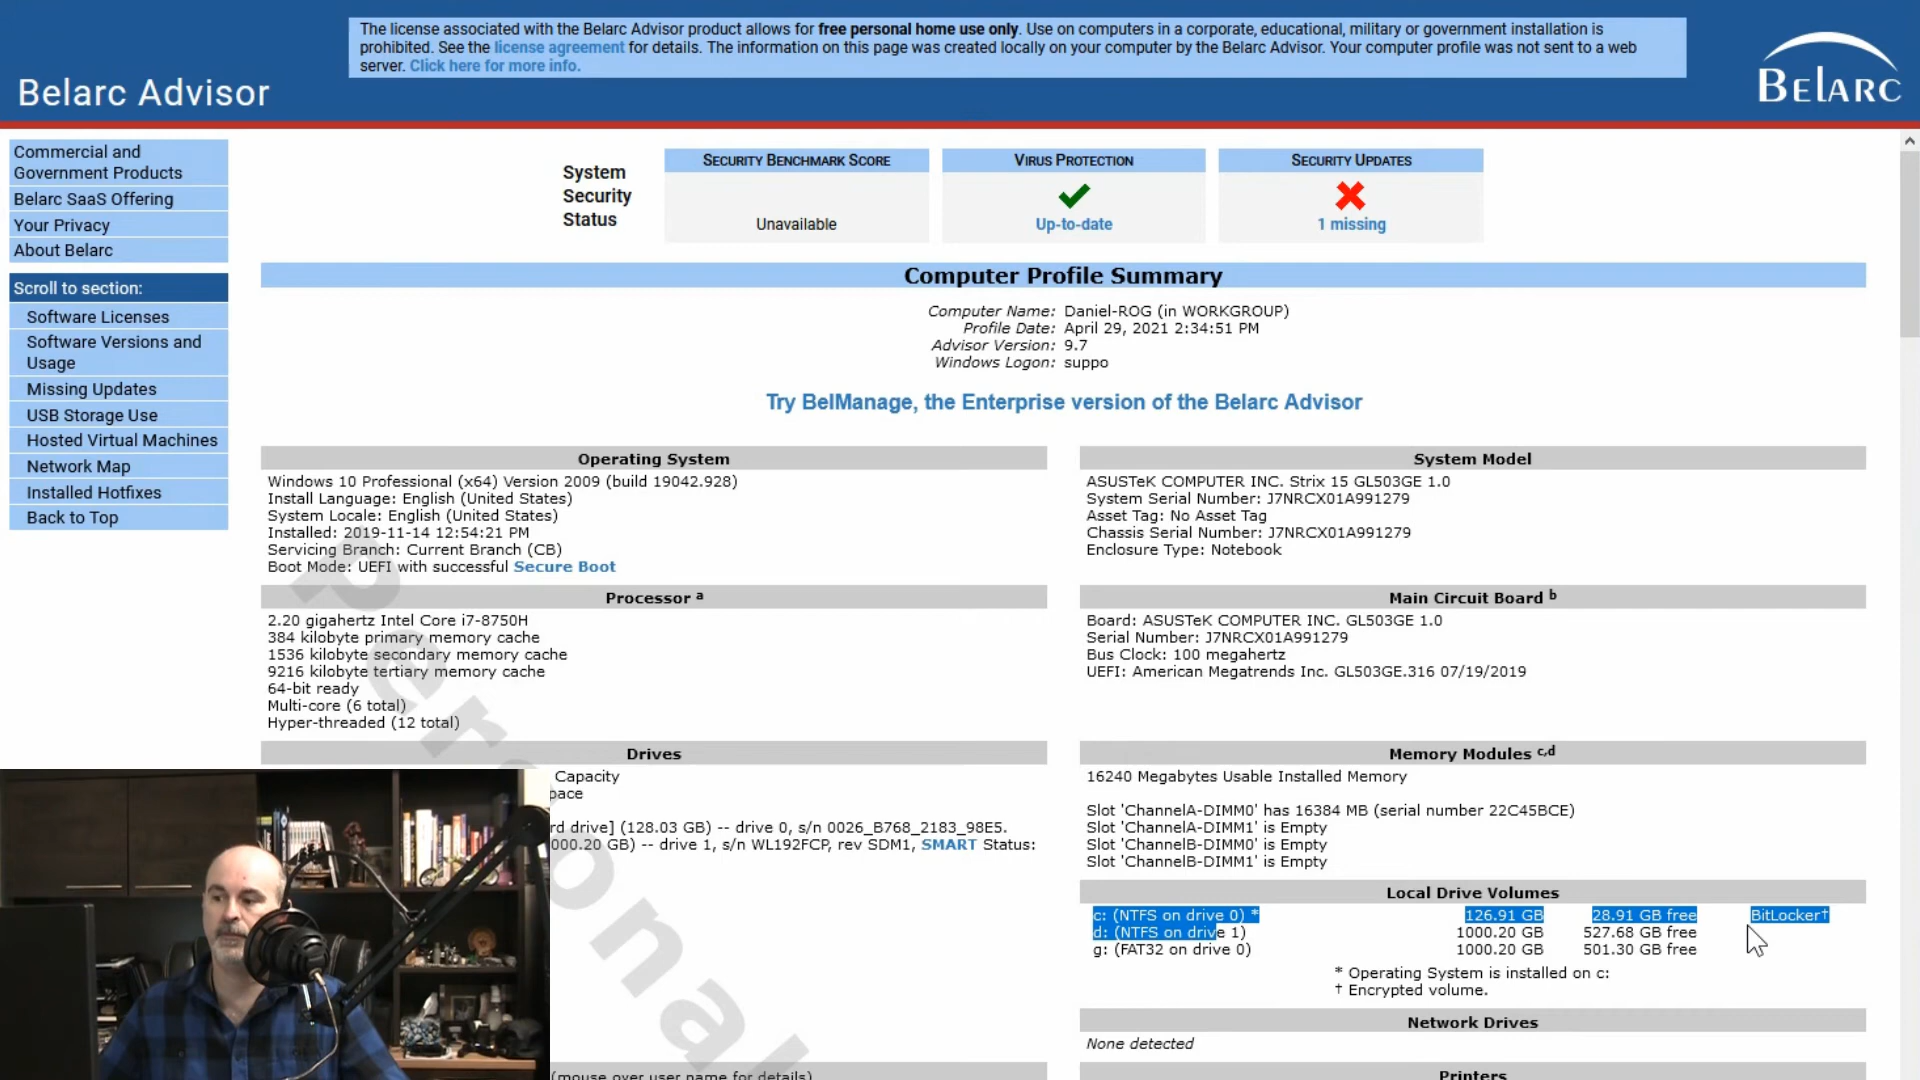 The license associated with the Belarc Advisor product allows for free personal home use only. Use on computers in a corporate, educational, military or government installation is
prohibited. See the license agreement for details. The information on this page was created locally on your computer by the Belarc Advisor. Your computer profile was not sent to a web
server. Click here for more info.
Belarc Advisor
BELARC
Commercial and
Government Products
Belarc SaaS Offering
Your Privacy
About Belarc
Scroll to section:
Software Licenses
Software Versions and
Usage
Missing Updates
USB Storage Use
Hosted Virtual Machines
Network Map
Installed Hotfixes
Back to Top
System
Security
Status
SECURITY BENCHMARK SCORE
Unavailable
VIRUS PROTECTION
Up-to-date
SECURITY UPDATES
1 missing
Computer Profile Summary
Computer Name: Daniel-ROG (in WORKGROUP)
Profile Date: April 29, 2021 2:34:51 PM
Advisor Version: 9.7
Windows Logon: suppo
Try BelManage, the Enterprise version of the Belarc Advisor
Operating System
Windows 10 Professional (x64) Version 2009 (build 19042.928)
Install Language: English (United States)
System Locale: English (United States)
Installed: 2019-11-14 12:54:21 PM
Servicing Branch: Current Branch (CB)
Boot Mode: UEFI with successful Secure Boot
System Model
ASUSTeK COMPUTER INC. Strix 15 GL503GE 1.0
System Serial Number: J7NRCX01A991279
Asset Tag: No Asset Tag
Chassis Serial Number: J7NRCX01A991279
Enclosure Type: Notebook
Processor a
2.20 gigahertz Intel Core i7-8750H
384 kilobyte primary memory cache
1536 kilobyte secondary memory cache
9216 kilobyte tertiary memory cache
64-bit ready
Multi-core (6 total)
Hyper-threaded (12 total)
Main Circuit Board b
Board: ASUSTeK COMPUTER INC. GL503GE 1.0
Serial Number: J7NRCX01A991279
Bus Clock: 100 megahertz
UEFI: American Megatrends Inc. GL503GE.316 07/19/2019
Drives
Capacity
pace
rd drive] (128.03 GB) -- drive 0, s/n 0026_B768_2183_98E5.
000.20 GB) -- drive 1, s/n WL192FCP, rev SDM1, SMART Status:
Memory Modules c,d
16240 Megabytes Usable Installed Memory
Slot 'ChannelA-DIMM0' has 16384 MB (serial number 22C45BCE)
Slot 'ChannelA-DIMM1' is Empty
Slot 'ChannelB-DIMM0' is Empty
Slot 'ChannelB-DIMM1' is Empty
Local Drive Volumes
c: (NTFS on drive 0) * 126.91 GB 28.91 GB free BitLocker†
d: (NTFS on drive 1) 1000.20 GB 527.68 GB free
g: (FAT32 on drive 0) 1000.20 GB 501.30 GB free
* Operating System is installed on c:
† Encrypted volume.
Network Drives
None detected
(mouse over user name for details)
Printers
Personal